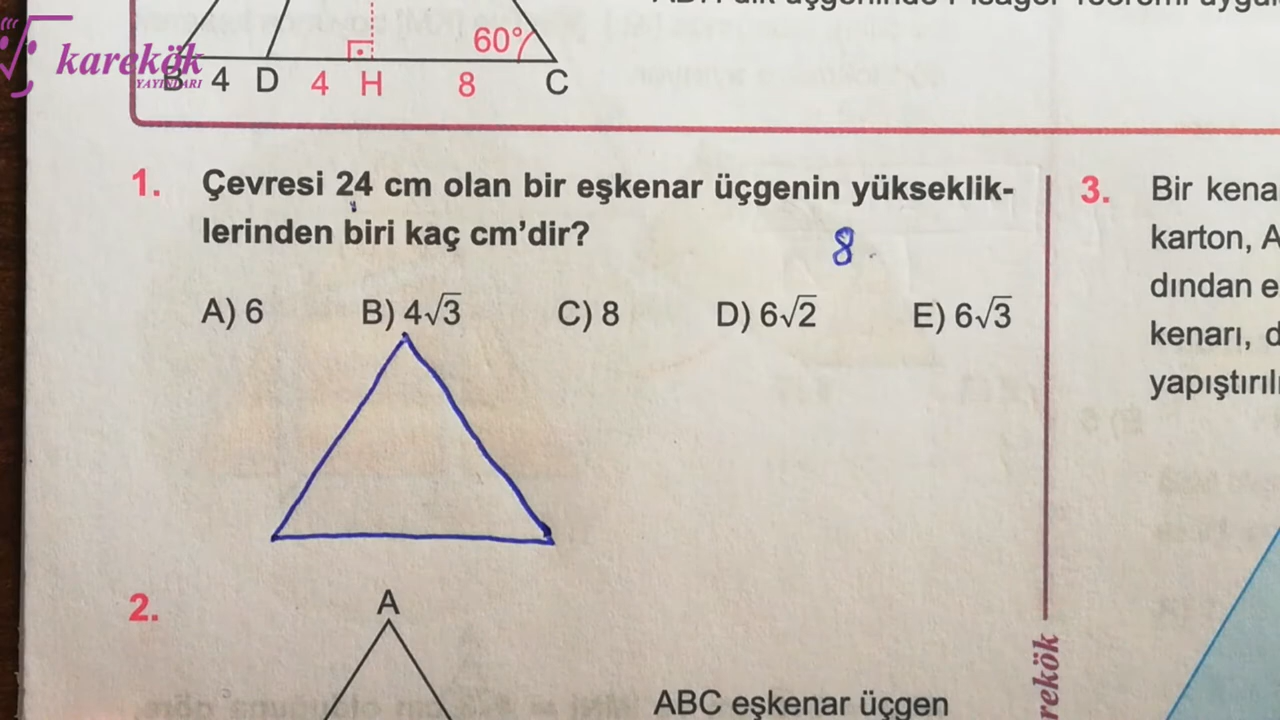 karekök
YAYINLARI
60°
B 4 D 4 H 8 C
1. Çevresi 24 cm olan bir eşkenar üçgenin yükseklik-
lerinden biri kaç cm’dir?
8
A) 6 B) 4√3 C) 8 D) 6√2 E) 6√3
3. Bir kena
karton, A
dından e
kenarı, d
yapıştırıl
2.
A
ABC eşkenar üçgen
rekök